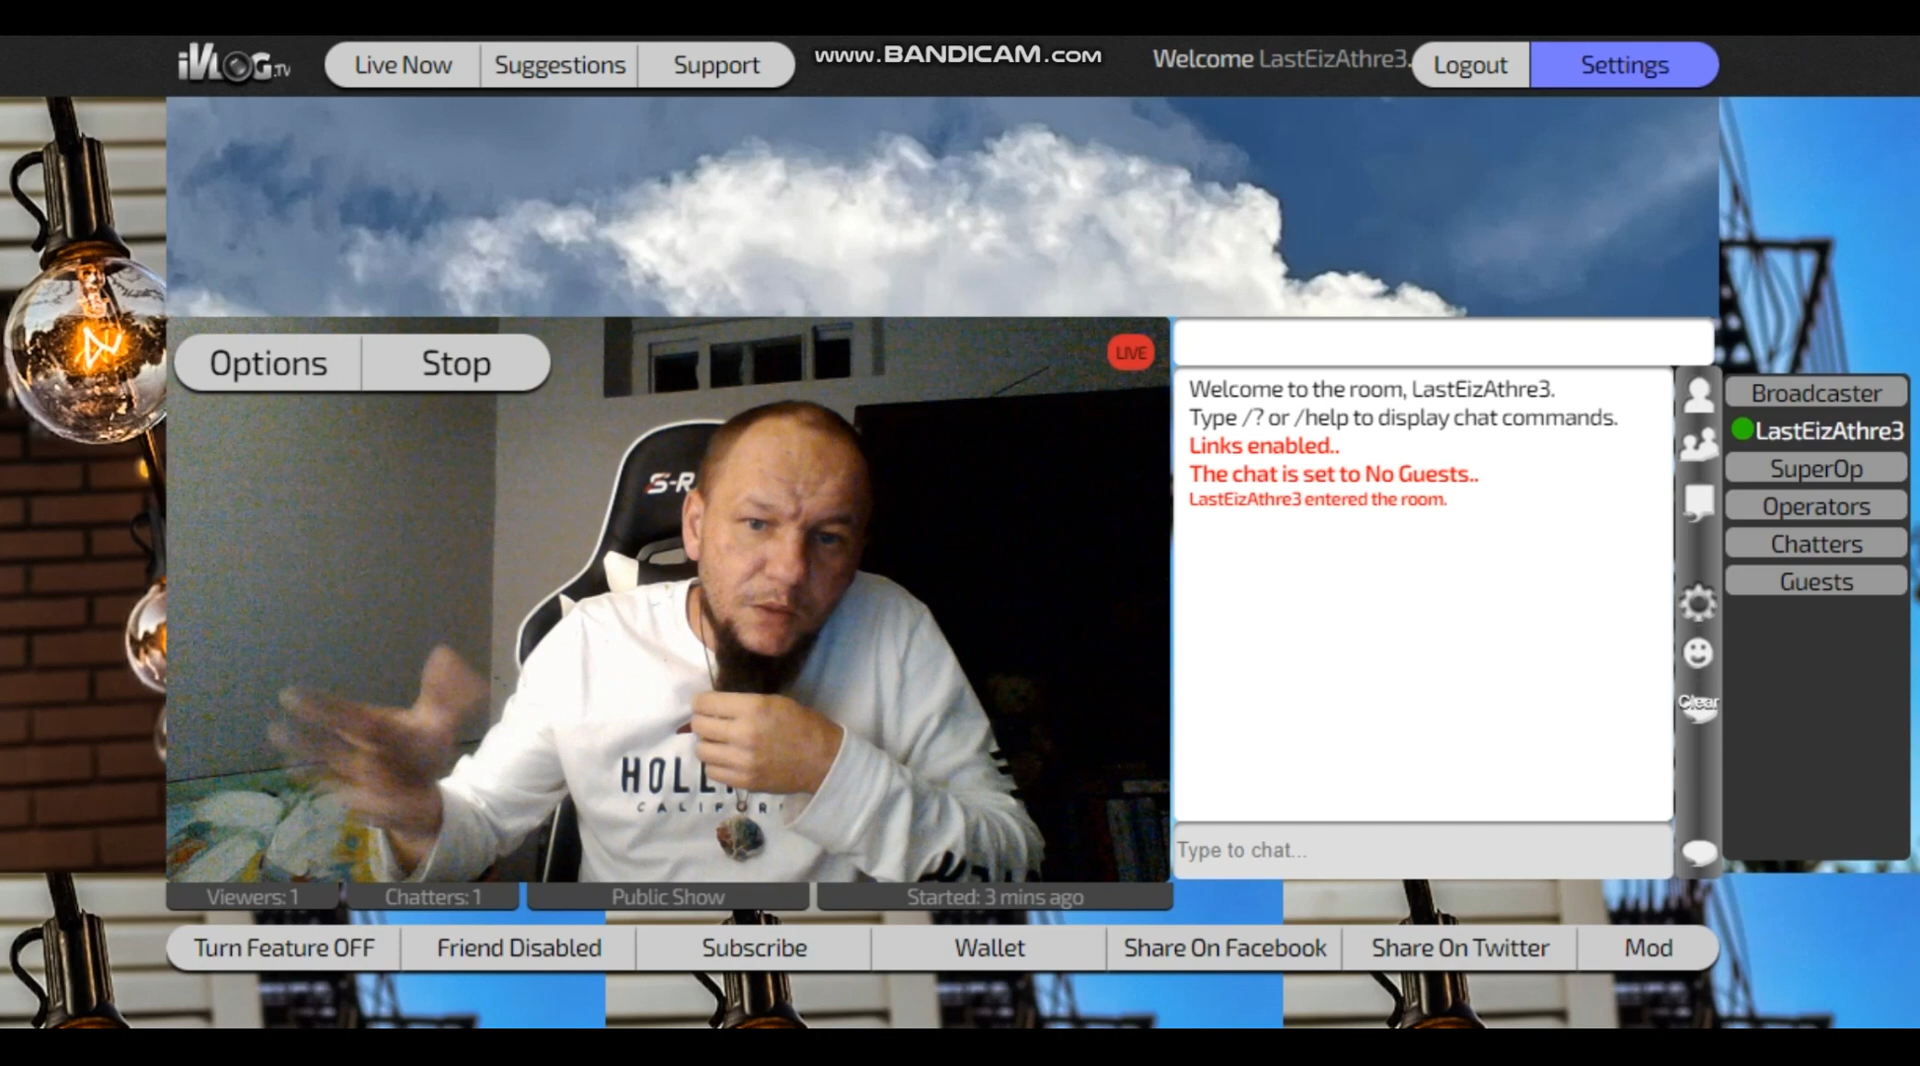 iVLOG.TV
Live Now
Suggestions
Support
www.BANDICAM.com
Welcome LastEizAthre3.
Logout
Settings
Options
Stop
LIVE
S-R
HOLL
CALIFOR
Welcome to the room, LastEizAthre3.
Type /? or /help to display chat commands.
Links enabled..
The chat is set to No Guests..
LastEizAthre3 entered the room.
Clear
Type to chat...
Broadcaster
LastEizAthre3
SuperOp
Operators
Chatters
Guests
Viewers: 1
Chatters: 1
Public Show
Started: 3 mins ago
Turn Feature OFF
Friend Disabled
Subscribe
Wallet
Share On Facebook
Share On Twitter
Mod